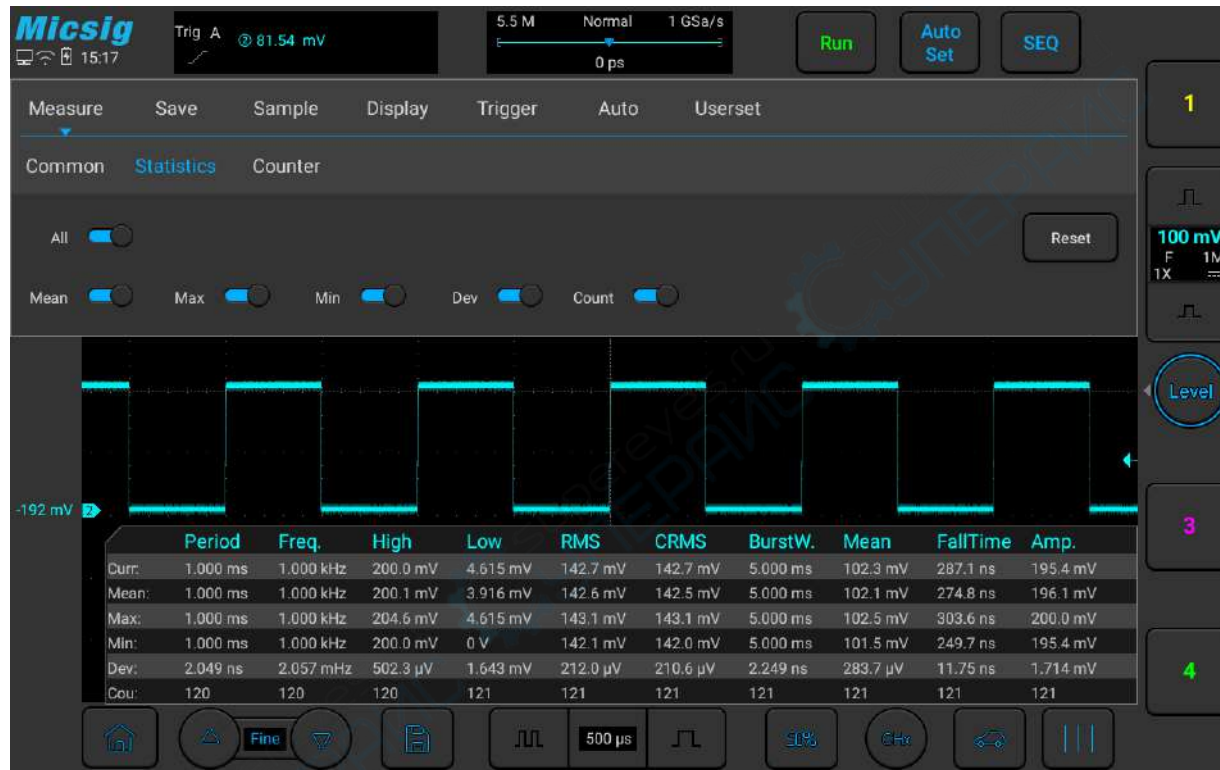 Micsig
15:17
Trig A
② 81.54 mV
5.5 M Normal 1 GSa/s
0 ps
Run
Auto
Set
SEQ
Measure Save Sample Display Trigger Auto Userset
Common Statistics Counter
All
Reset
Mean Max Min Dev Count
1
100 mV
F 1M
1X
Level
3
4
-192 mV 2
Period Freq. High Low RMS CRMS BurstW. Mean FallTime Amp.
Curr: 1.000 ms 1.000 kHz 200.0 mV 4.615 mV 142.7 mV 142.7 mV 5.000 ms 102.3 mV 287.1 ns 195.4 mV
Mean: 1.000 ms 1.000 kHz 200.1 mV 3.916 mV 142.6 mV 142.5 mV 5.000 ms 102.1 mV 274.8 ns 196.1 mV
Max: 1.000 ms 1.000 kHz 204.6 mV 4.615 mV 143.1 mV 143.1 mV 5.000 ms 102.5 mV 303.6 ns 200.0 mV
Min: 1.000 ms 1.000 kHz 200.0 mV 0 V 142.1 mV 142.0 mV 5.000 ms 101.5 mV 249.7 ns 195.4 mV
Dev: 2.049 ns 2.057 mHz 502.3 µV 1.643 mV 212.0 µV 210.6 µV 2.249 ns 283.7 µV 11.75 ns 1.714 mV
Cou: 120 120 120 121 121 121 121 121 121 121
Fine
500 µs
50%
CHx
supereyes.ru
СУПЕРАЙС